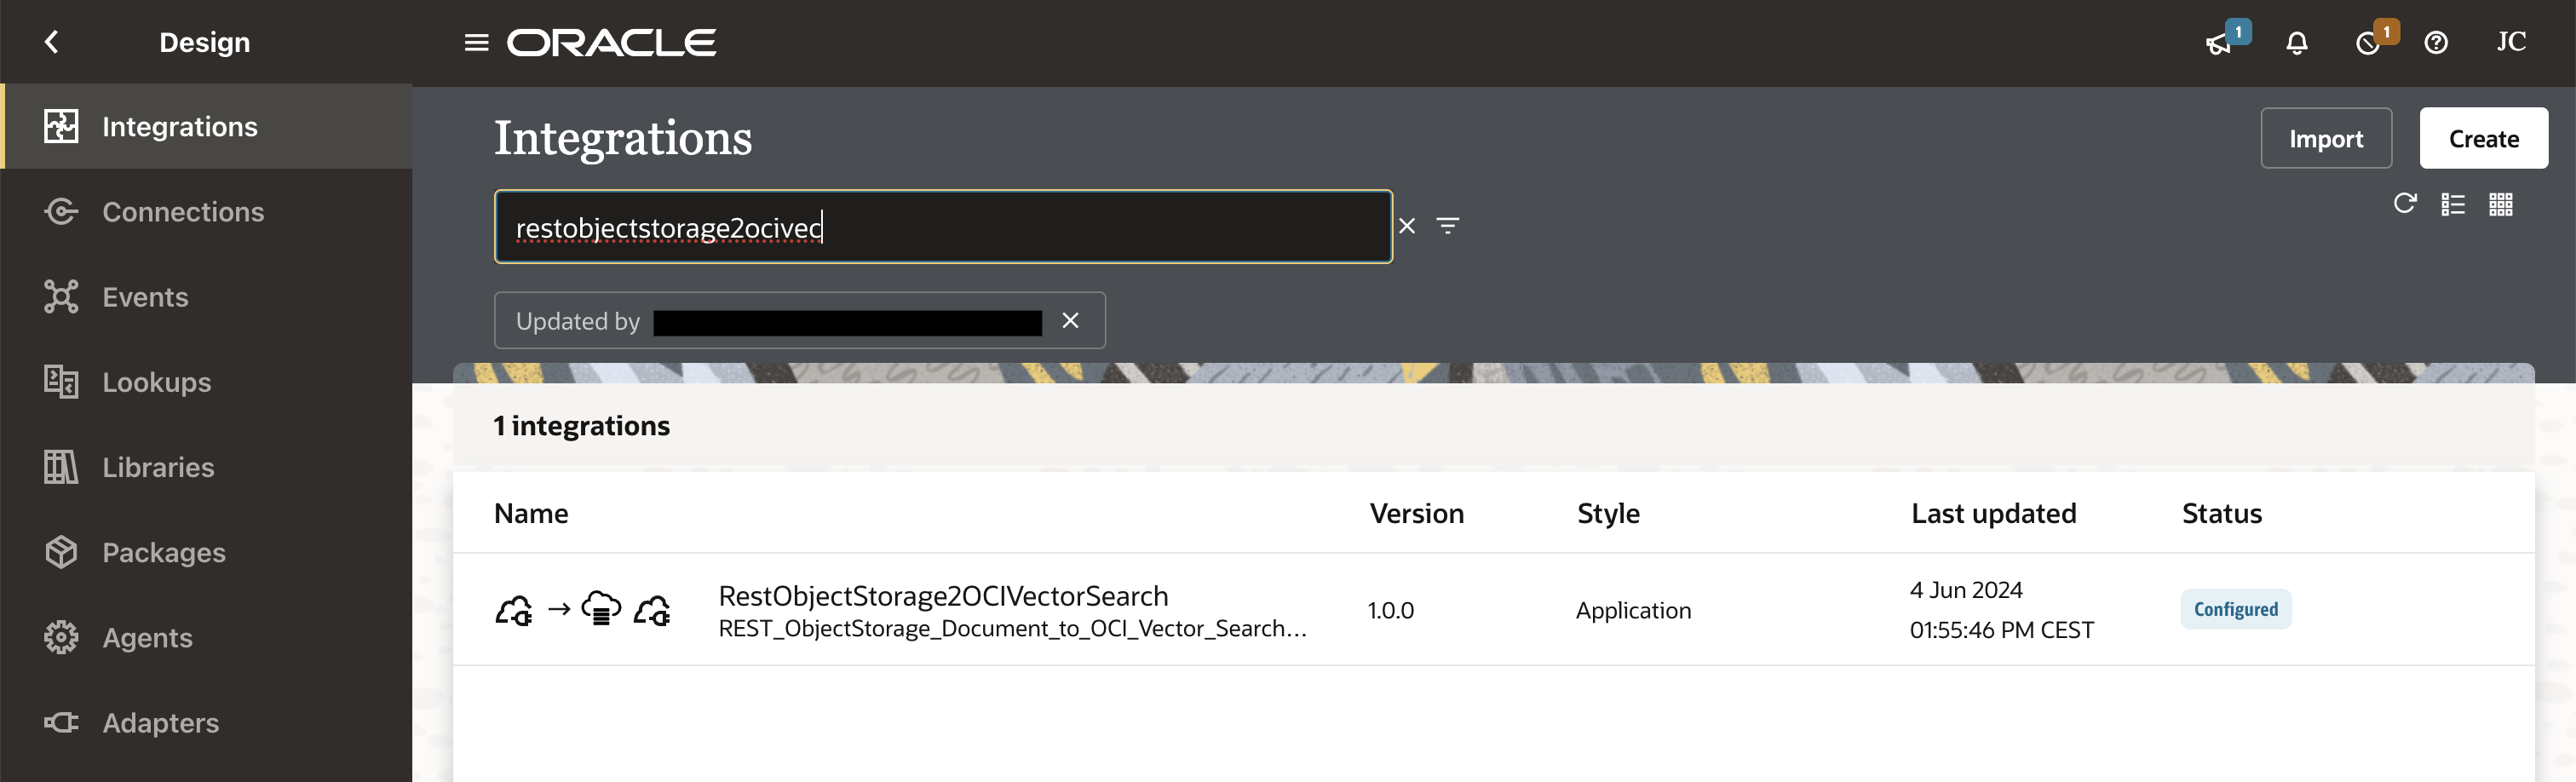 Design
ORACLE
1
1
JC
Integrations
Connections
Events
Lookups
Libraries
Packages
Agents
Adapters
Integrations
Import
Create
restobjectstorage2ocivec
Updated by
1 integrations
Name Version Style Last updated Status
RestObjectStorage2OCIVectorSearch
REST_ObjectStorage_Document_to_OCI_Vector_Search...
1.0.0
Application
4 Jun 2024
01:55:46 PM CEST
Configured